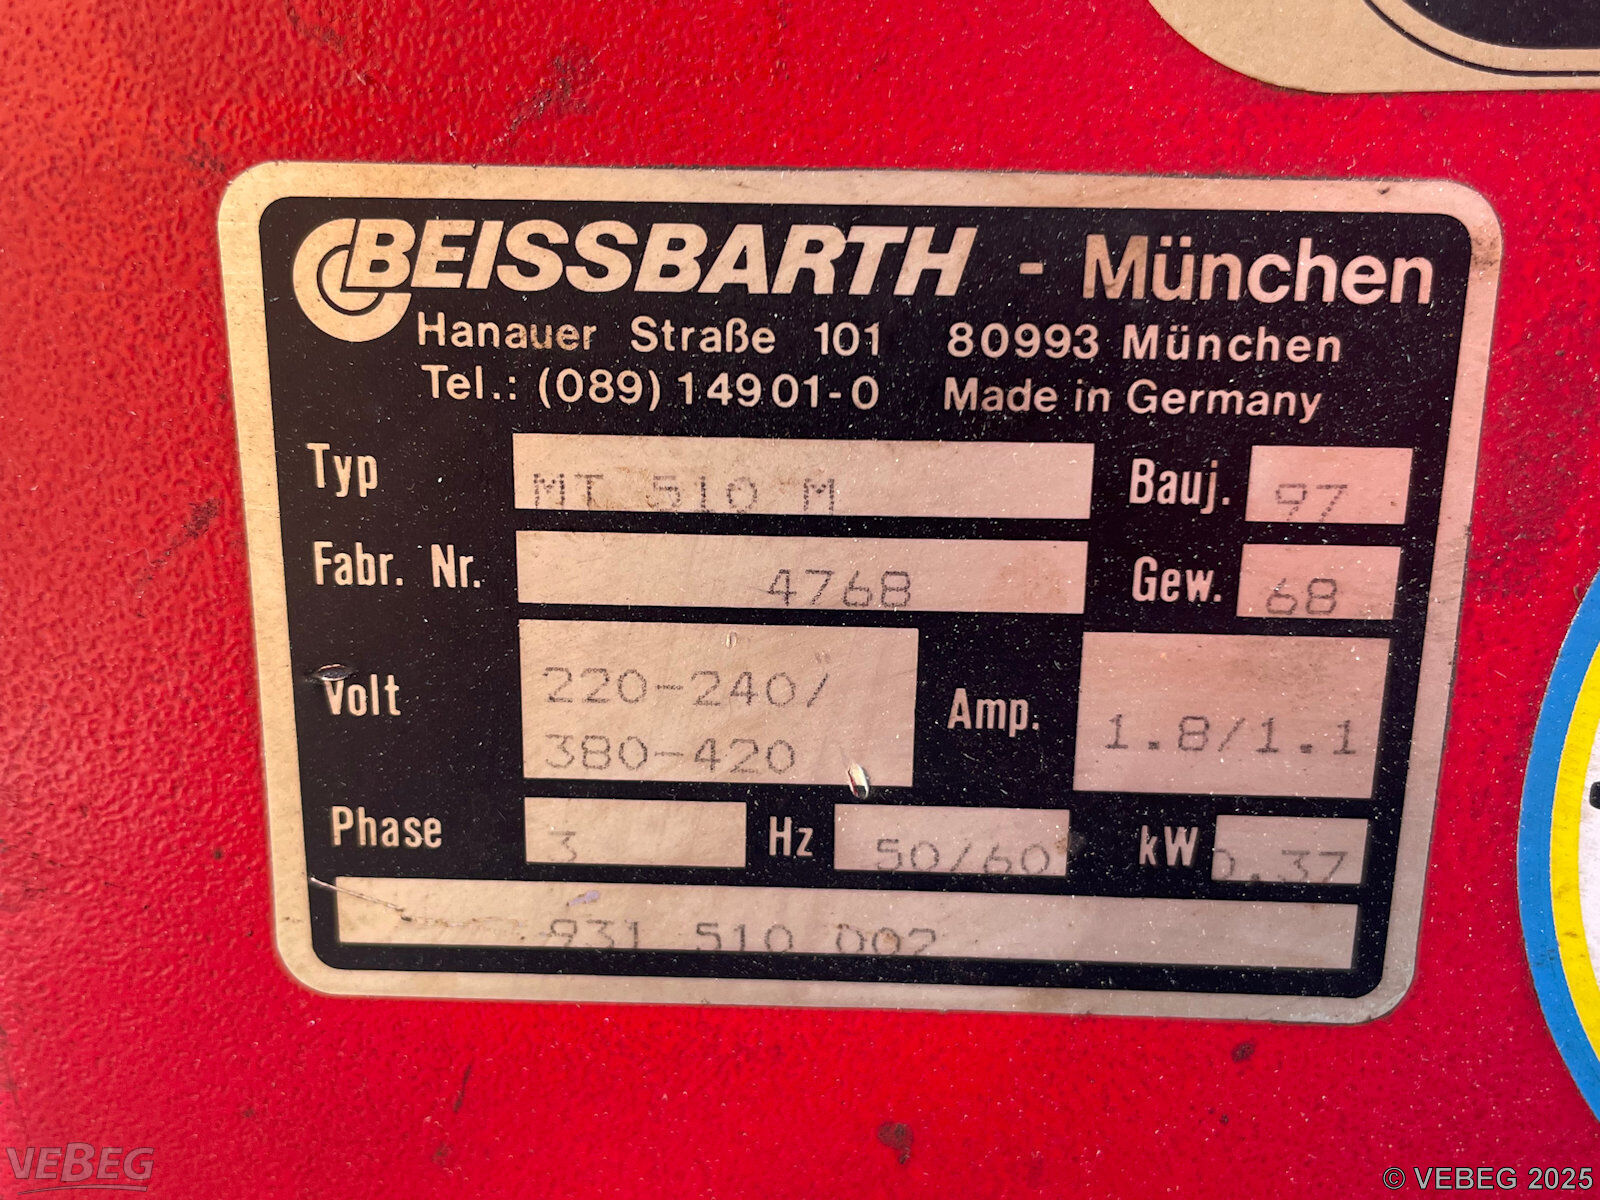 BEISSBARTH - München
Hanauer Straße 101 80993 München
Tel.: (089) 14901-0 Made in Germany
Typ MT 510 M Bauj. 97
Fabr. Nr. 4768 Gew. 68
Volt 220-240/
380-420 Amp. 1.8/1.1
Phase 3 Hz 50/60 kW 0.37
931 510 002
VEBEG
© VEBEG 2025